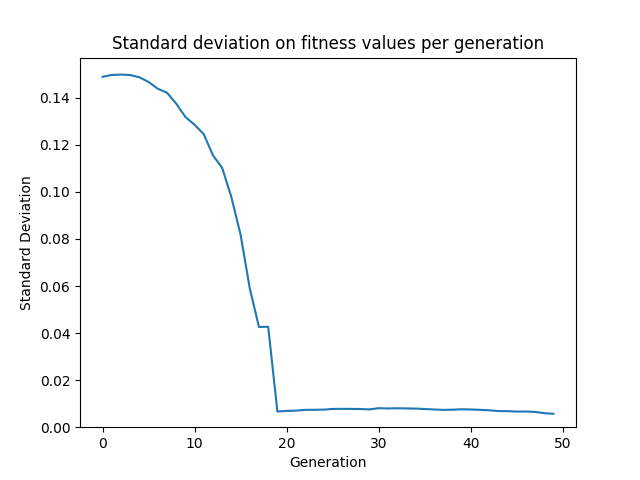 Standard deviation on fitness values per generation
0.14
0.12
0.10
0.08
0.06
0.04
0.02
0.00
Standard Deviation
0 10 20 30 40 50
Generation